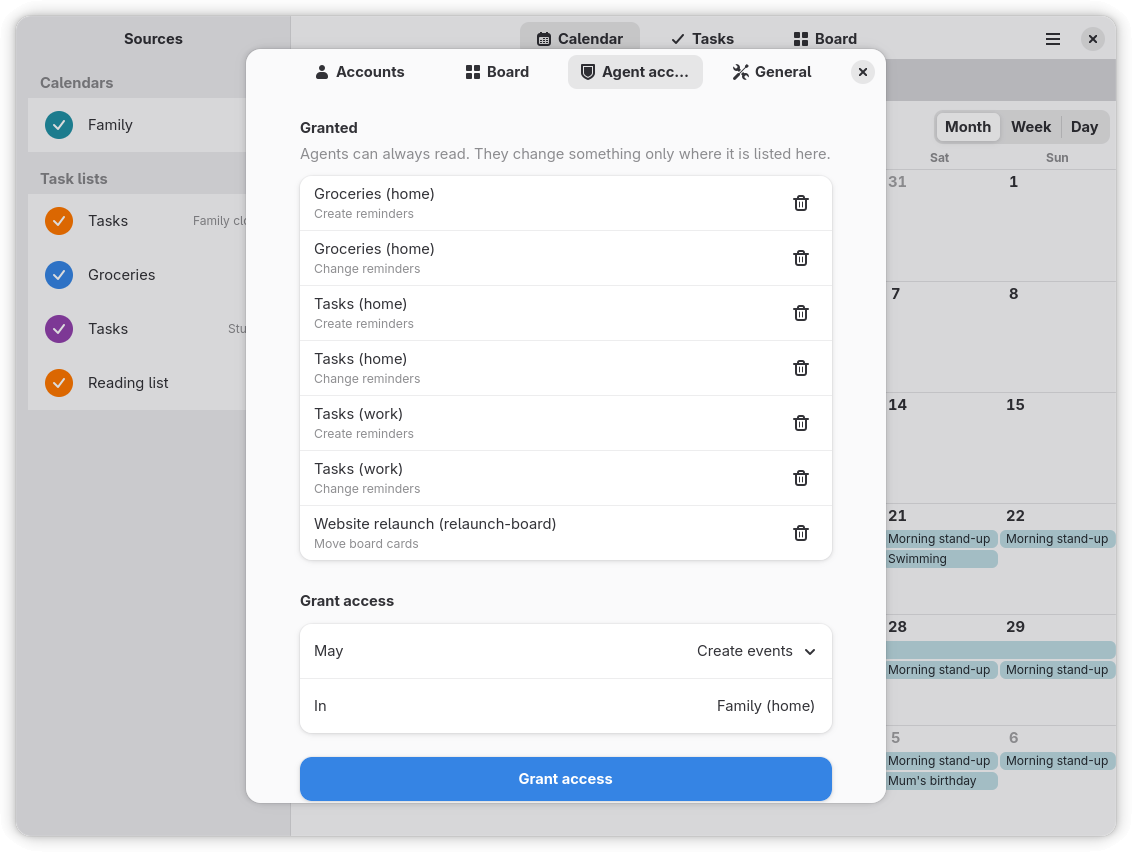 Sources
Calendar
Tasks
Board
Calendars
Family
Task lists
Tasks
Family clo
Groceries
Tasks
Stu
Reading list
Accounts
Board
Agent acc...
General
Granted
Agents can always read. They change something only where it is listed here.
Groceries (home)
Create reminders
Groceries (home)
Change reminders
Tasks (home)
Create reminders
Tasks (home)
Change reminders
Tasks (work)
Create reminders
Tasks (work)
Change reminders
Website relaunch (relaunch-board)
Move board cards
Grant access
May
Create events
In
Family (home)
Grant access
Month
Week
Day
Sat
Sun
31
1
7
8
14
15
21
22
Morning stand-up
Morning stand-up
Swimming
28
29
Morning stand-up
Morning stand-up
5
6
Morning stand-up
Morning stand-up
Mum's birthday